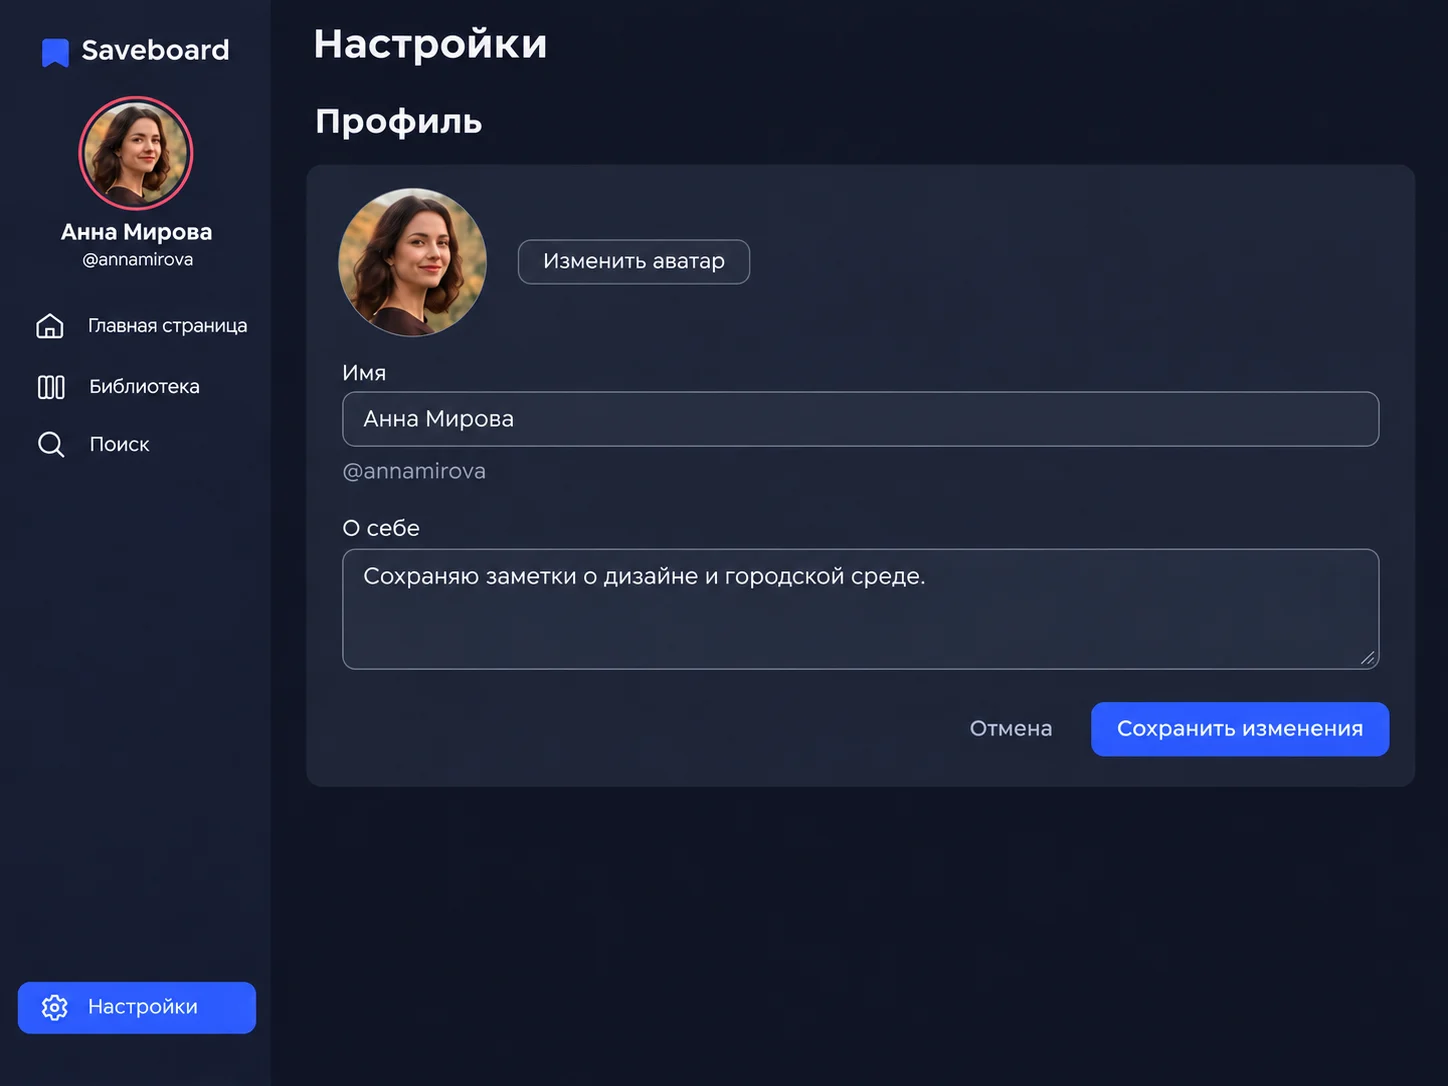 Saveboard
Анна Мирова
@annamirova
Главная страница
Библиотека
Поиск
Настройки
Настройки
Профиль
Изменить аватар
Имя
Анна Мирова
@annamirova
О себе
Сохраняю заметки о дизайне и городской среде.
Отмена
Сохранить изменения